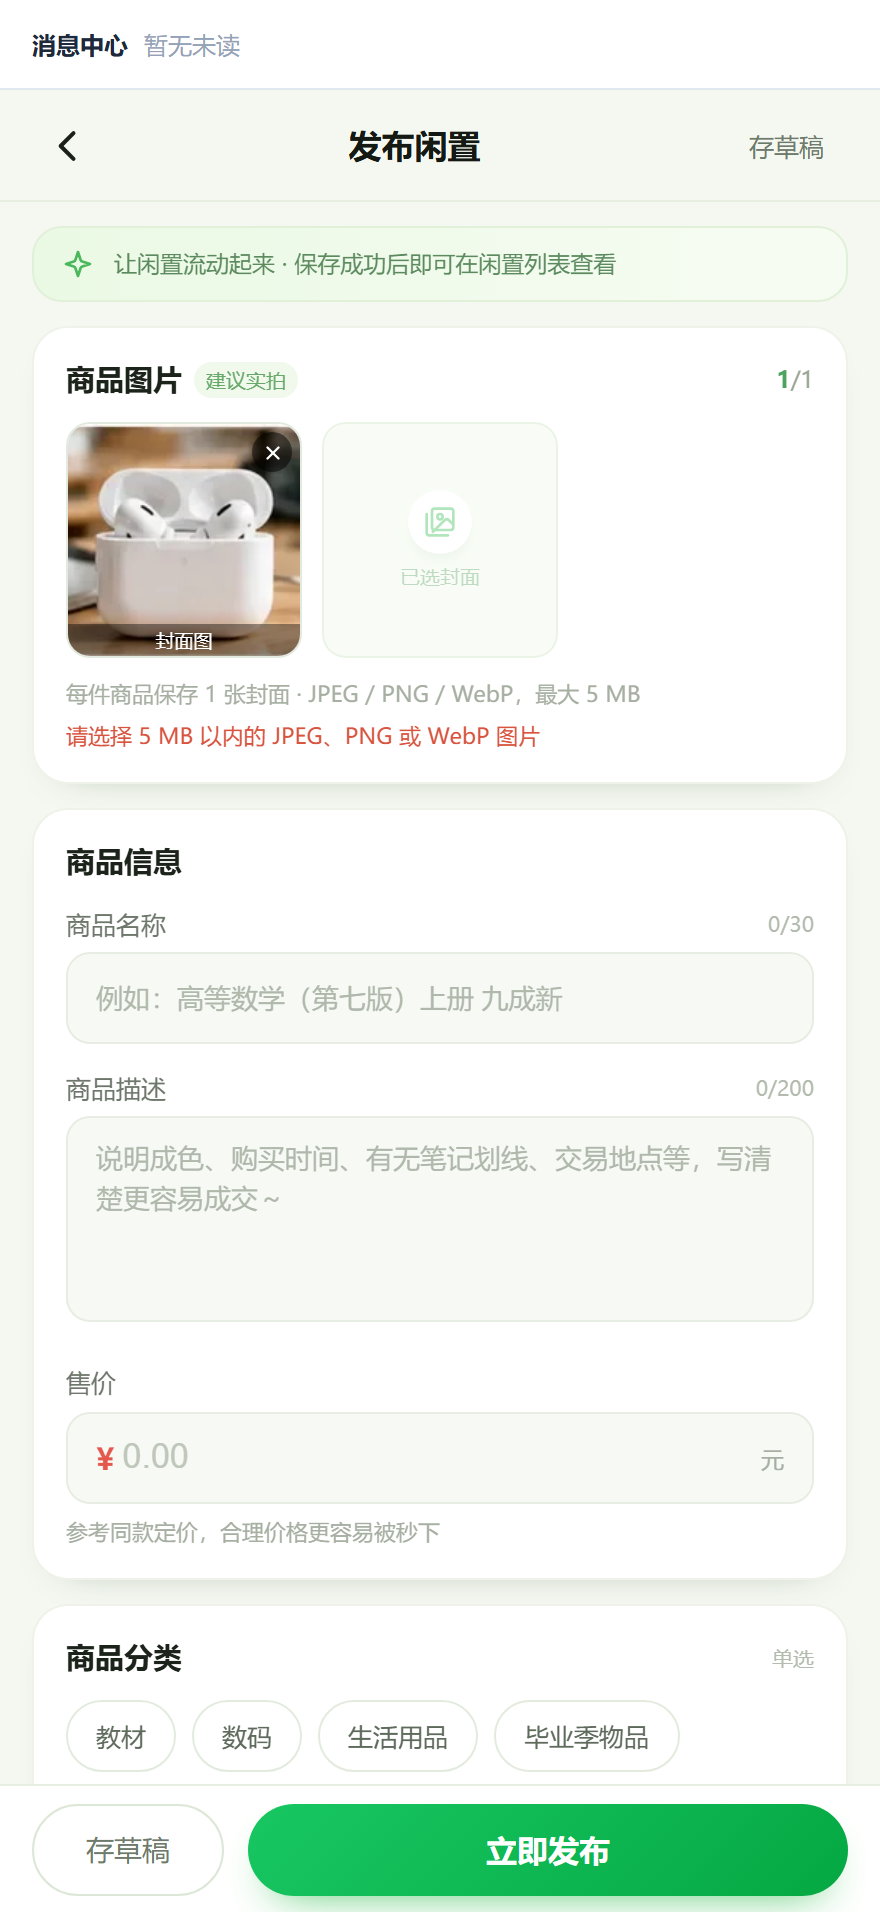 消息中心 暂无未读
发布闲置 存草稿
让闲置流动起来 · 保存成功后即可在闲置列表查看
商品图片 建议实拍 1/1
封面图
已选封面
每件商品保存 1 张封面 · JPEG / PNG / WebP，最大 5 MB
请选择 5 MB 以内的 JPEG、PNG 或 WebP 图片
商品信息
商品名称 0/30
例如：高等数学（第七版）上册 九成新
商品描述 0/200
说明成色、购买时间、有无笔记划线、交易地点等，写清
楚更容易成交～
售价
¥ 0.00 元
参考同款定价，合理价格更容易被秒下
商品分类 单选
教材 数码 生活用品 毕业季物品
存草稿 立即发布